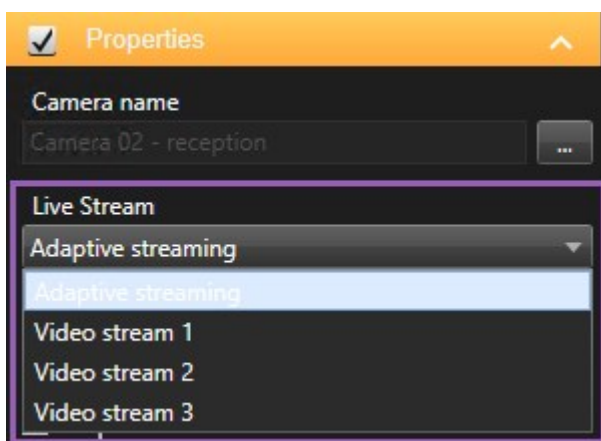 Properties
Camera name
Camera 02 - reception
...
Live Stream
Adaptive streaming
Adaptive streaming
Video stream 1
Video stream 2
Video stream 3